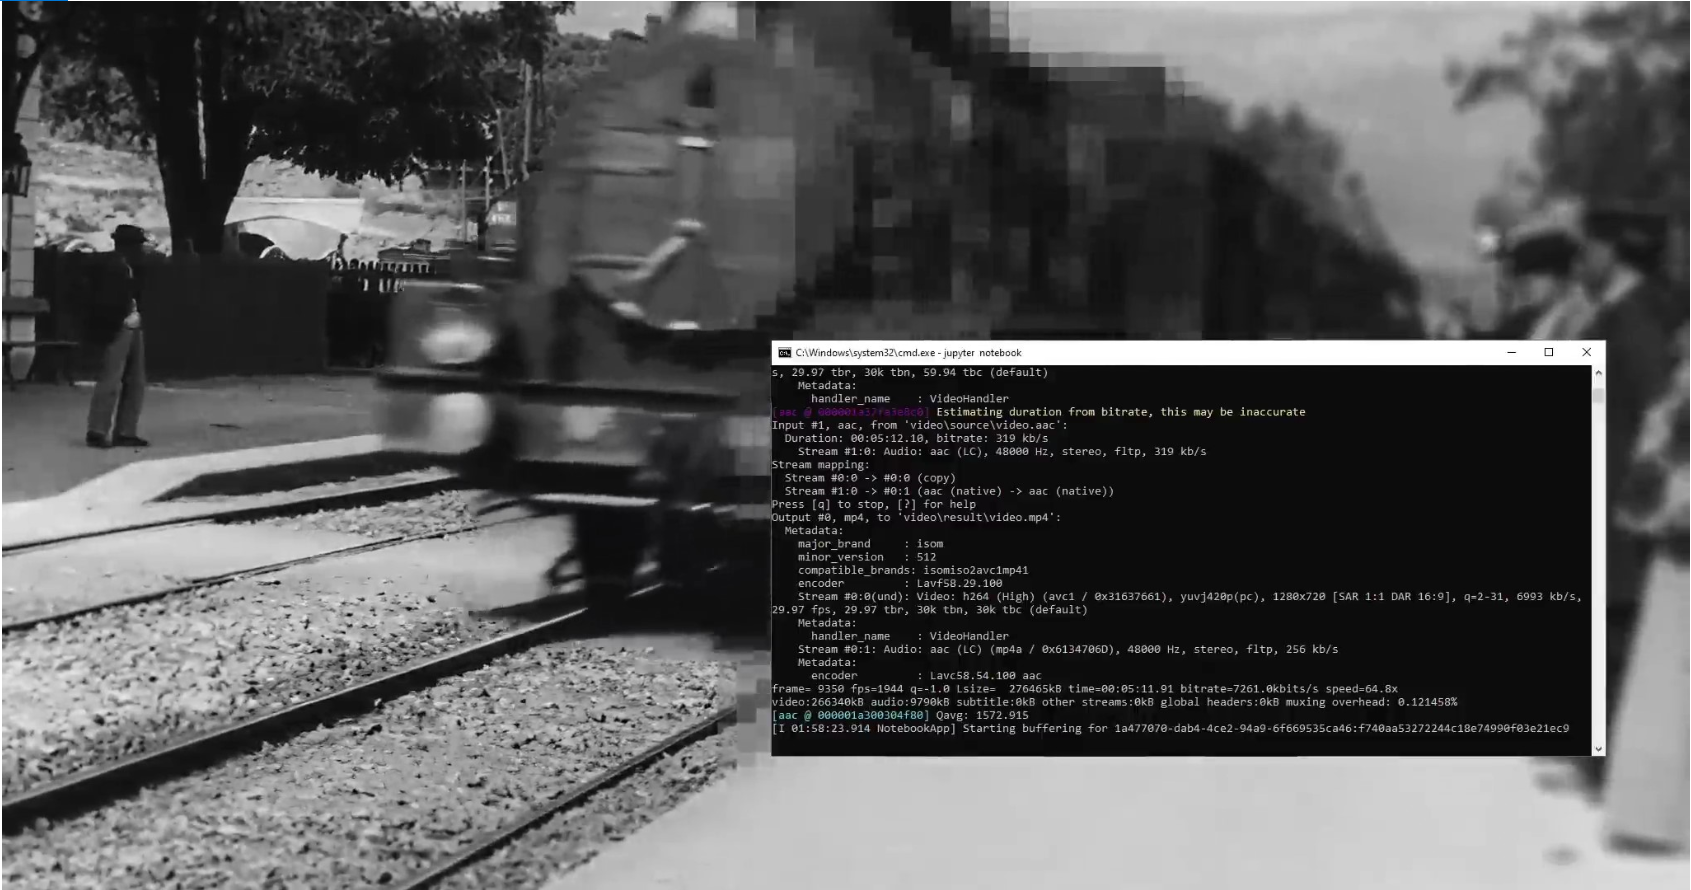 C:\Windows\system32\cmd.exe - jupyter notebook
s, 29.97 tbr, 30k tbn, 59.94 tbc (default)
Metadata:
handler_name : VideoHandler
[aac @ 000001a37fa3e8c0] Estimating duration from bitrate, this may be inaccurate
Input #1, aac, from 'video\source\video.aac':
Duration: 00:05:12.10, bitrate: 319 kb/s
Stream #1:0: Audio: aac (LC), 48000 Hz, stereo, fltp, 319 kb/s
Stream mapping:
Stream #0:0 -> #0:0 (copy)
Stream #1:0 -> #0:1 (aac (native) -> aac (native))
Press [q] to stop, [?] for help
Output #0, mp4, to 'video\result\video.mp4':
Metadata:
major_brand : isom
minor_version : 512
compatible_brands: isomiso2avc1mp41
encoder : Lavf58.29.100
Stream #0:0(und): Video: h264 (High) (avc1 / 0x31637661), yuvj420p(pc), 1280x720 [SAR 1:1 DAR 16:9], q=2-31, 6993 kb/s,
29.97 fps, 29.97 tbr, 30k tbn, 30k tbc (default)
Metadata:
handler_name : VideoHandler
Stream #0:1: Audio: aac (LC) (mp4a / 0x6134706D), 48000 Hz, stereo, fltp, 256 kb/s
Metadata:
encoder : Lavc58.54.100 aac
frame= 9350 fps=1944 q=-1.0 Lsize= 276465kB time=00:05:11.91 bitrate=7261.0kbits/s speed=64.8x
video:266340kB audio:9790kB subtitle:0kB other streams:0kB global headers:0kB muxing overhead: 0.121458%
[aac @ 000001a300304f80] Qavg: 1572.915
[I 01:58:23.914 NotebookApp] Starting buffering for 1a477070-dab4-4ce2-94a9-6f669535ca46:f740aa53272244c18e74990f03e21ec9